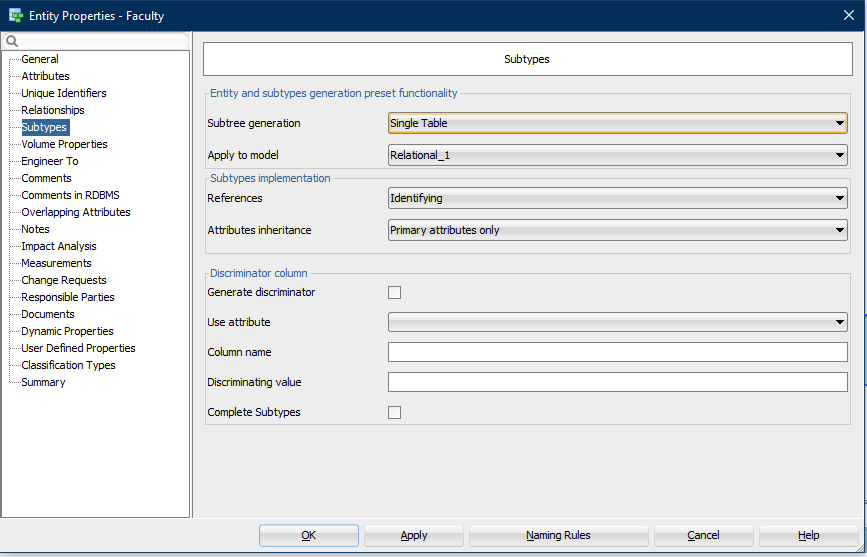 Entity Properties - Faculty
General
Attributes
Unique Identifiers
Relationships
Subtypes
Volume Properties
Engineer To
Comments
Comments in RDBMS
Overlapping Attributes
Notes
Impact Analysis
Measurements
Change Requests
Responsible Parties
Documents
Dynamic Properties
User Defined Properties
Classification Types
Summary
Subtypes
Entity and subtypes generation preset functionality
Subtree generation Single Table
Apply to model Relational_1
Subtypes implementation
References Identifying
Attributes inheritance Primary attributes only
Discriminator column
Generate discriminator
Use attribute
Column name
Discriminating value
Complete Subtypes
OK Apply Naming Rules Cancel Help